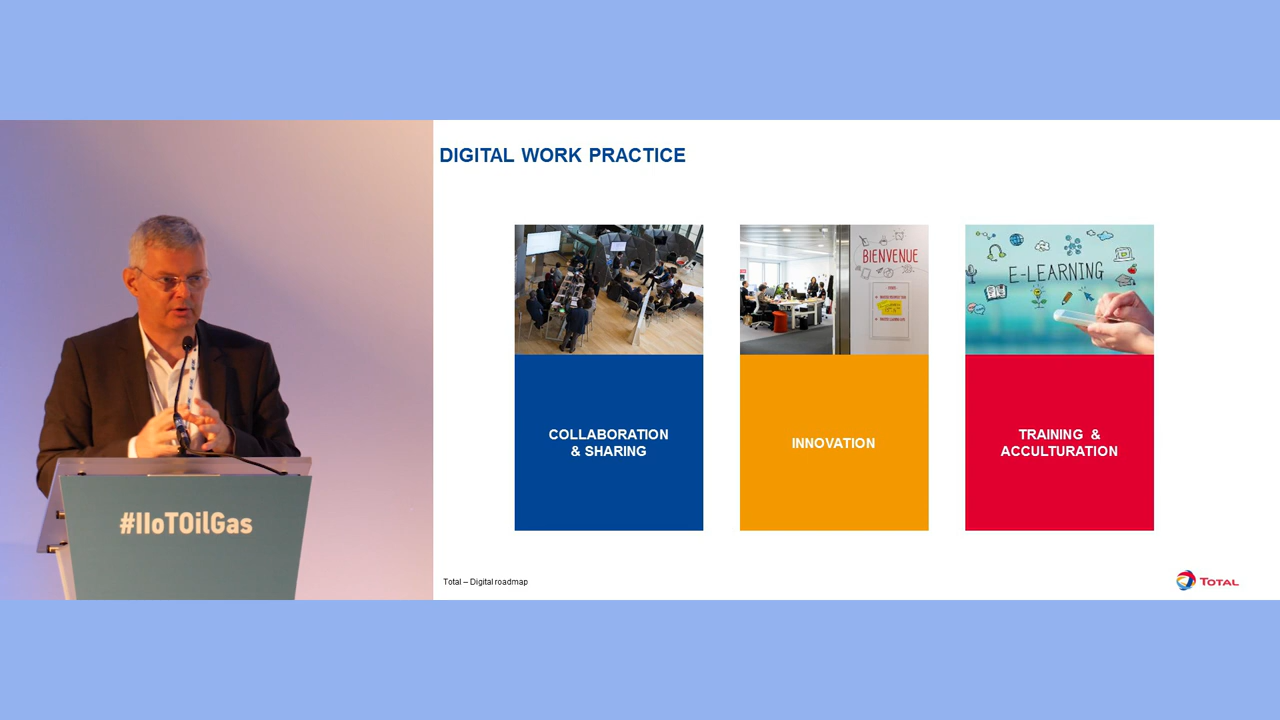 DIGITAL WORK PRACTICE
BIENVENUE
E-LEARNING
COLLABORATION
& SHARING
INNOVATION
TRAINING &
ACCULTURATION
#IIoTOilGas
Total – Digital roadmap
TOTAL